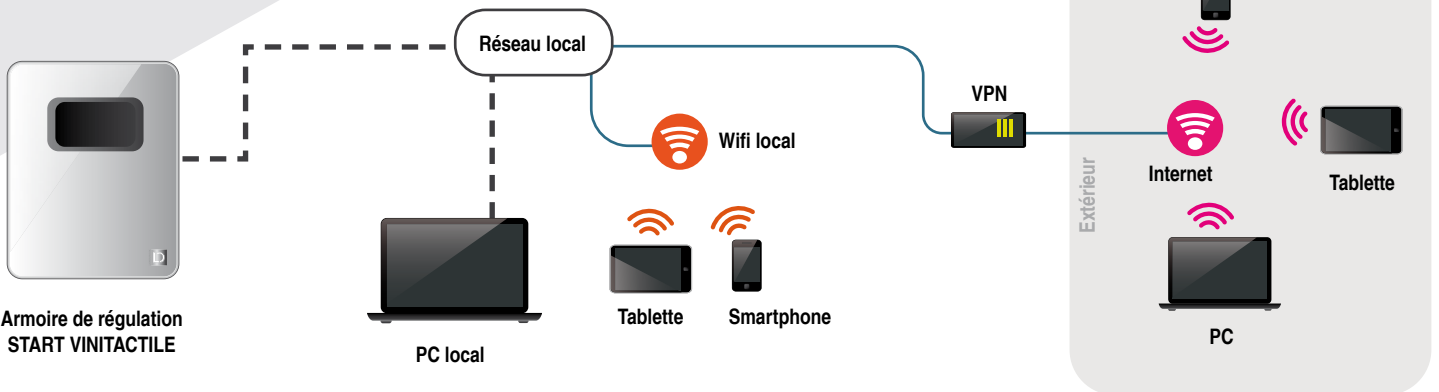 Réseau local
VPN
Wifi local
Extérieur
Internet
Tablette
Armoire de régulation
START VINITACTILE
PC local
Tablette
Smartphone
PC